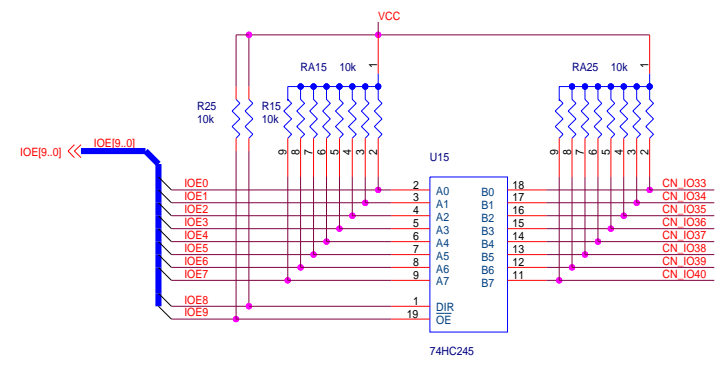 VCC
RA15 10k 1
RA25 10k 1
R25 10k
R15 10k
9 8 7 6 5 4 3 2
9 8 7 6 5 4 3 2
IOE[9..0] IOE[9..0]
U15
IOE0 2 A0 B0 18 CN_IO33
IOE1 3 A1 B1 17 CN_IO34
IOE2 4 A2 B2 16 CN_IO35
IOE3 5 A3 B3 15 CN_IO36
IOE4 6 A4 B4 14 CN_IO37
IOE5 7 A5 B5 13 CN_IO38
IOE6 8 A6 B6 12 CN_IO39
IOE7 9 A7 B7 11 CN_IO40
IOE8 1 DIR
IOE9 19 OE
74HC245